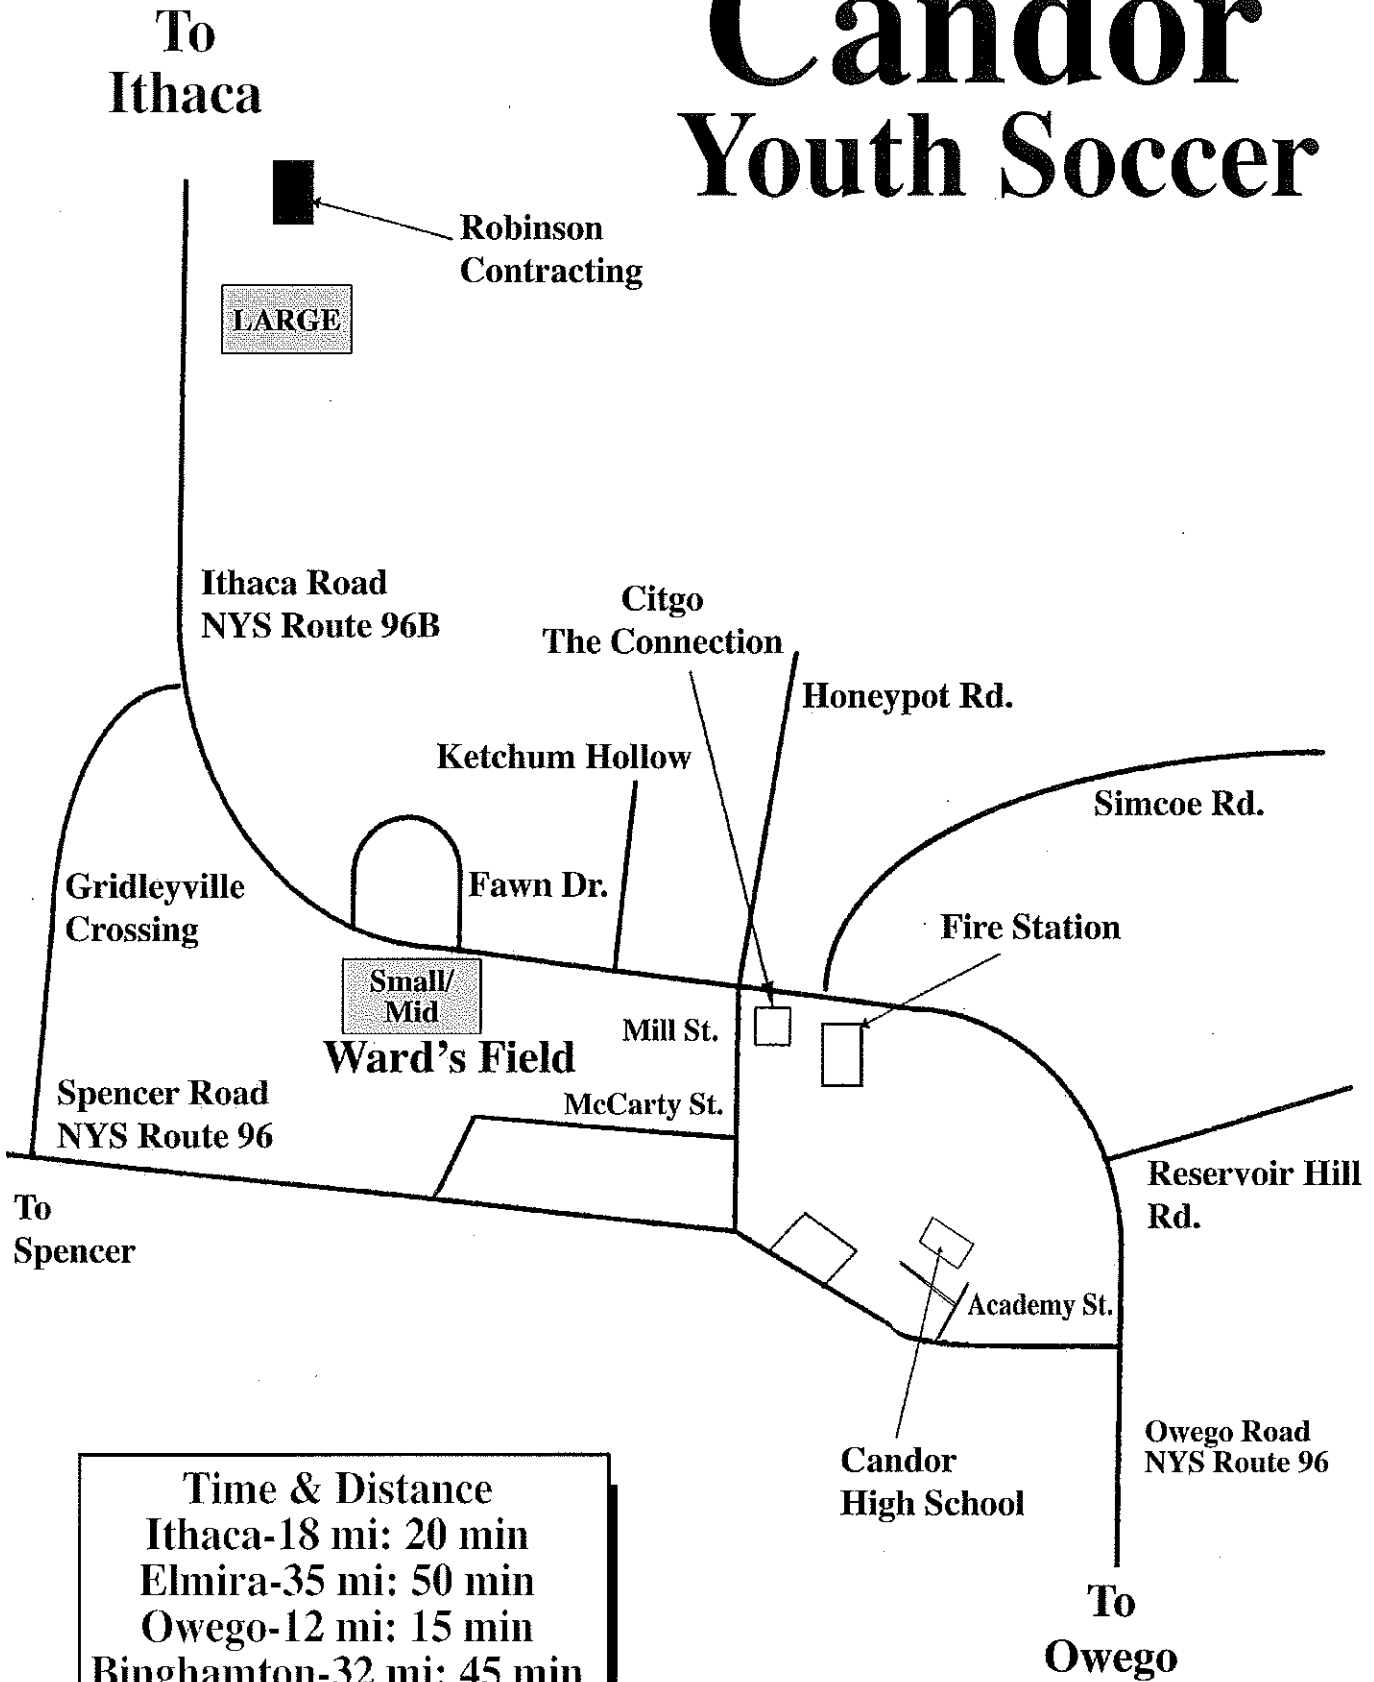 To
Ithaca
Candor
Youth Soccer
Robinson
Contracting
LARGE
Ithaca Road
NYS Route 96B
Citgo
The Connection
Honeypot Rd.
Ketchum Hollow
Simcoe Rd.
Gridleyville
Crossing
Fawn Dr.
Fire Station
Small/
Mid
Ward's Field
Mill St.
McCarty St.
Spencer Road
NYS Route 96
To
Spencer
Reservoir Hill
Rd.
Academy St.
Candor
High School
Owego Road
NYS Route 96
To
Owego
Time & Distance
Ithaca-18 mi: 20 min
Elmira-35 mi: 50 min
Owego-12 mi: 15 min
Binghamton-32 mi: 45 min